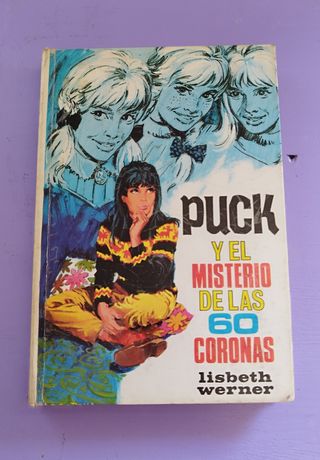 PUCK
Y EL
MISTERIO
DE LAS
60
CORONAS
lisbeth
werner